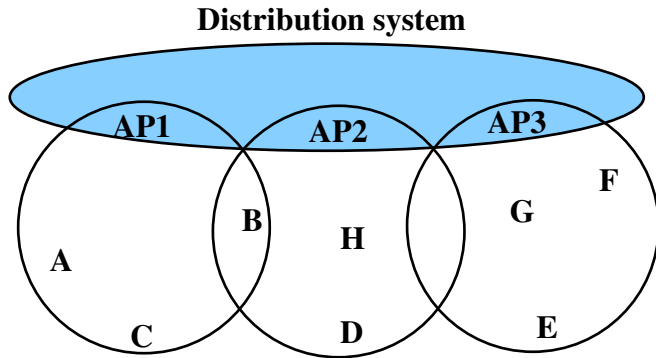 Distribution system
AP1 AP2 AP3
F
B G
H
A
C D E